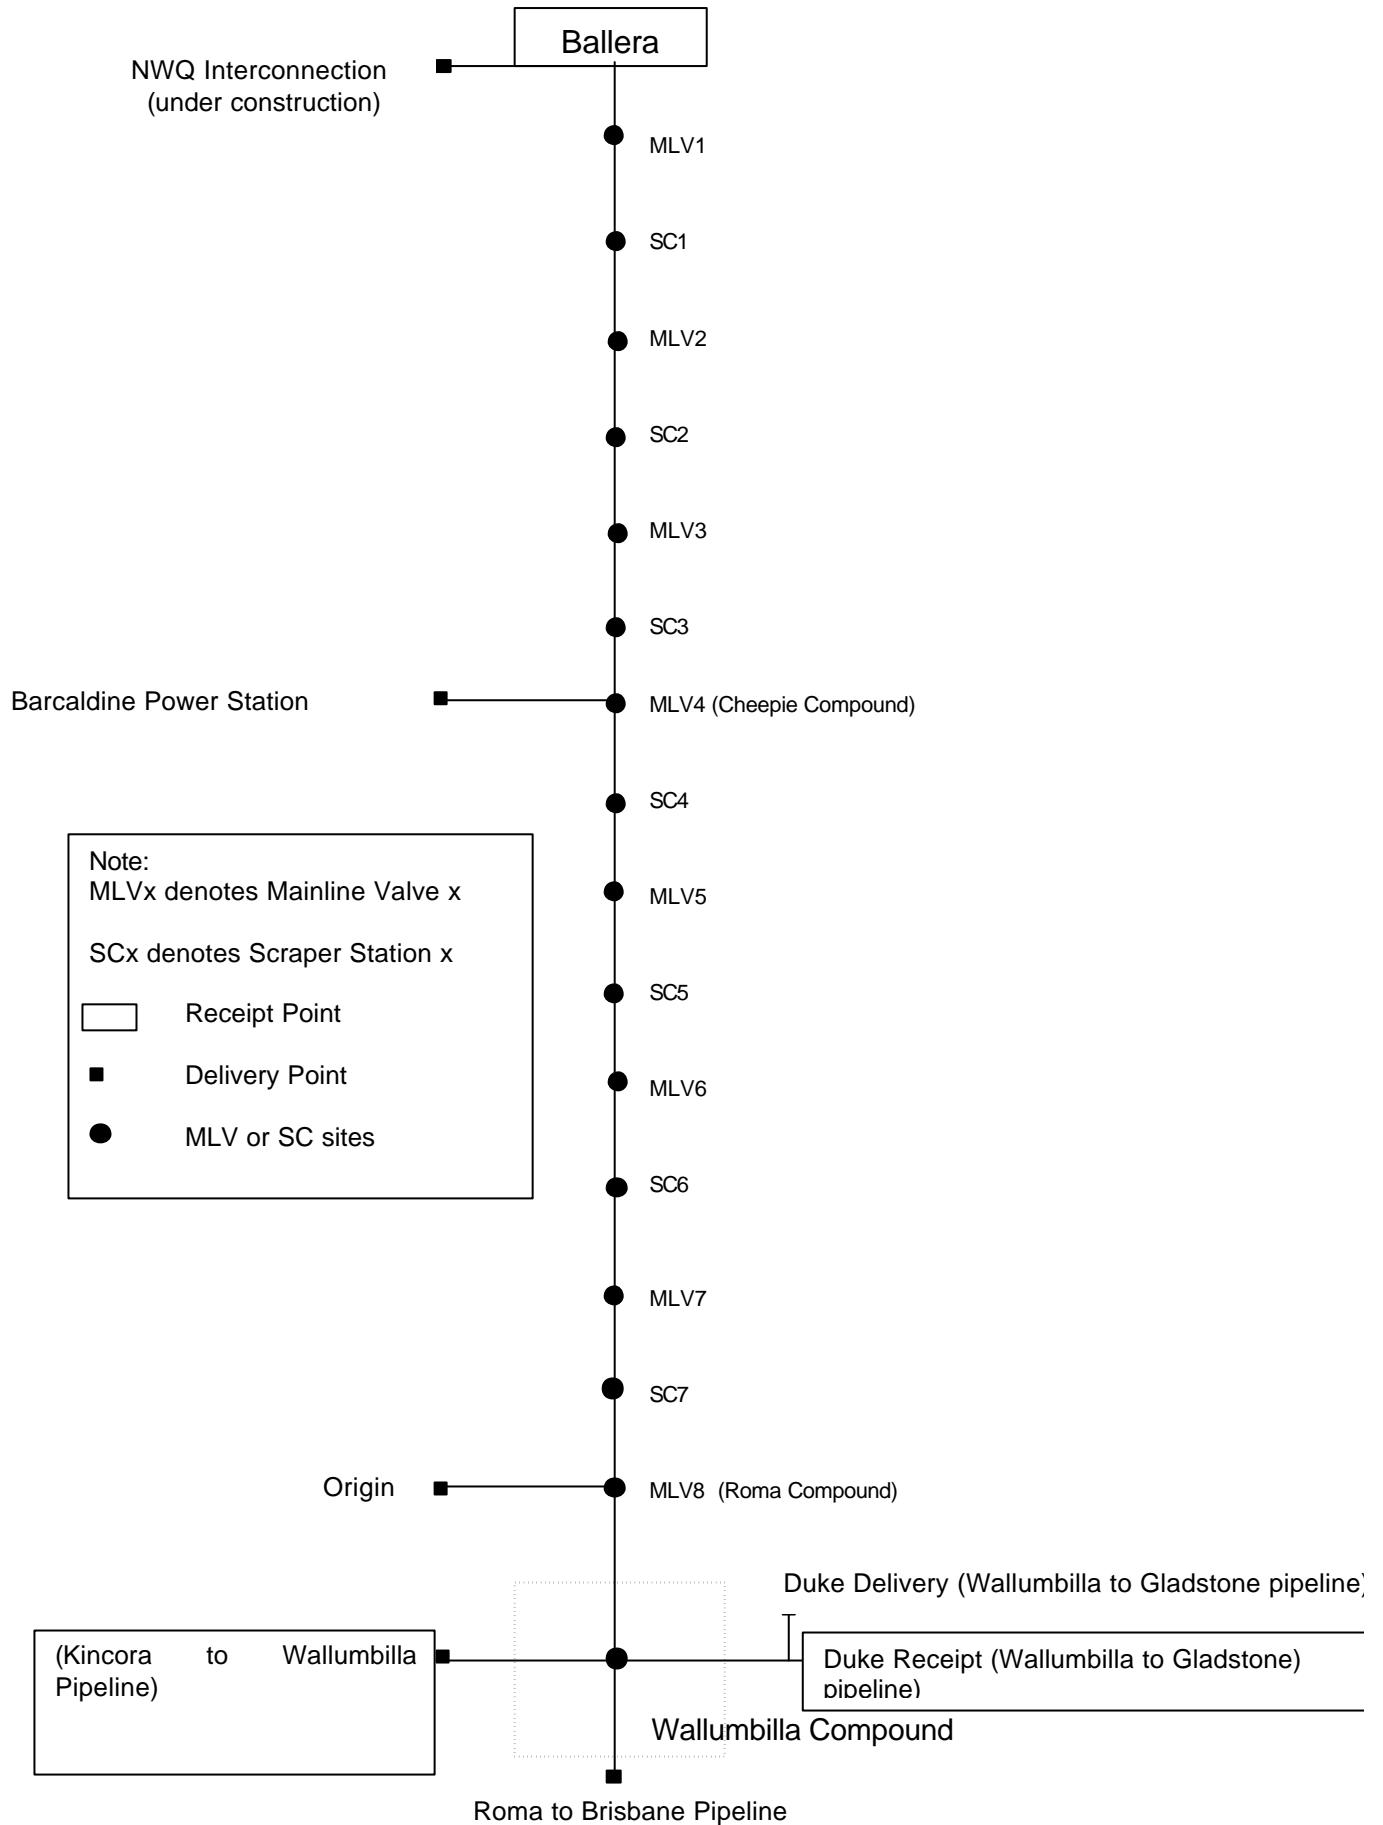 Ballera
NWQ Interconnection
(under construction)
MLV1
SC1
MLV2
SC2
MLV3
SC3
Barcaldine Power Station
MLV4 (Cheepie Compound)
SC4
Note:
MLVx denotes Mainline Valve x
SCx denotes Scraper Station x
Receipt Point
Delivery Point
MLV or SC sites
MLV5
SC5
MLV6
SC6
MLV7
SC7
Origin
MLV8 (Roma Compound)
Duke Delivery (Wallumbilla to Gladstone pipeline)
(Kincora to Wallumbilla
Pipeline)
Duke Receipt (Wallumbilla to Gladstone)
pipeline)
Wallumbilla Compound
Roma to Brisbane Pipeline